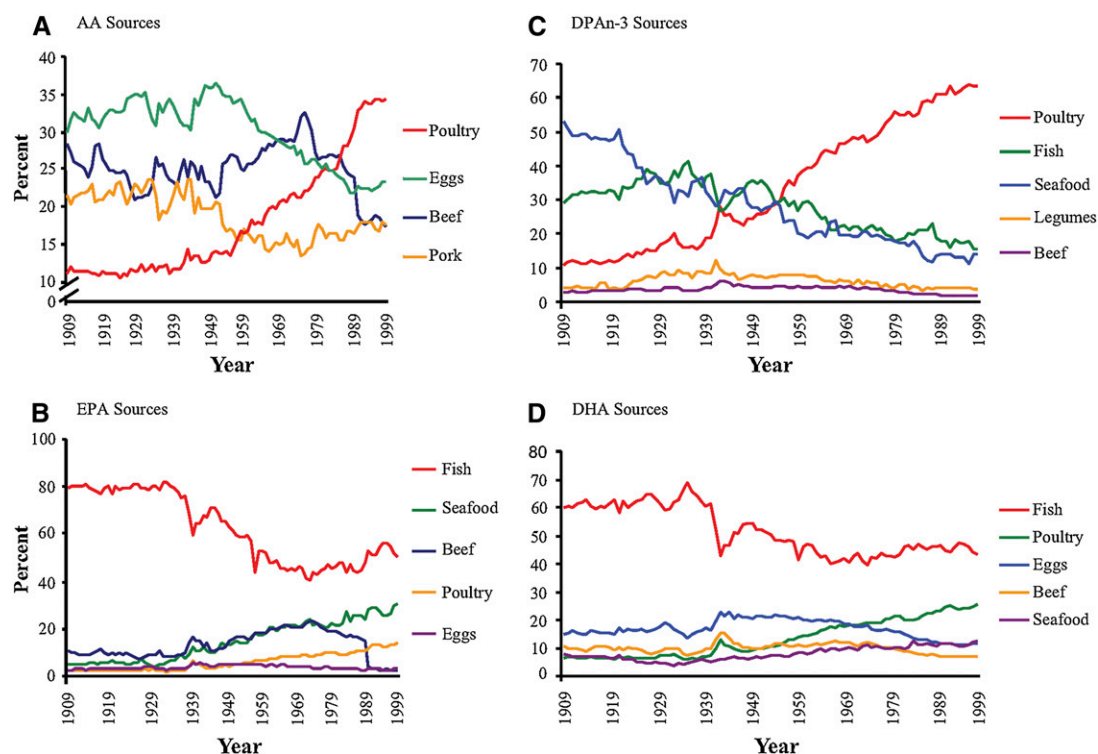 A AA Sources
40
35
30
25
20
15
10
0
Percent
1909
1919
1929
1939
1949
1959
1969
1979
1989
1999
Year
Poultry
Eggs
Beef
Pork
C DPAn-3 Sources
70
60
50
40
30
20
10
0
1909
1919
1929
1939
1949
1959
1969
1979
1989
1999
Year
Poultry
Fish
Seafood
Legumes
Beef
B EPA Sources
100
80
60
40
20
0
Percent
1909
1919
1929
1939
1949
1959
1969
1979
1989
1999
Year
Fish
Seafood
Beef
Poultry
Eggs
D DHA Sources
80
70
60
50
40
30
20
10
0
1909
1919
1929
1939
1949
1959
1969
1979
1989
1999
Year
Fish
Poultry
Eggs
Beef
Seafood